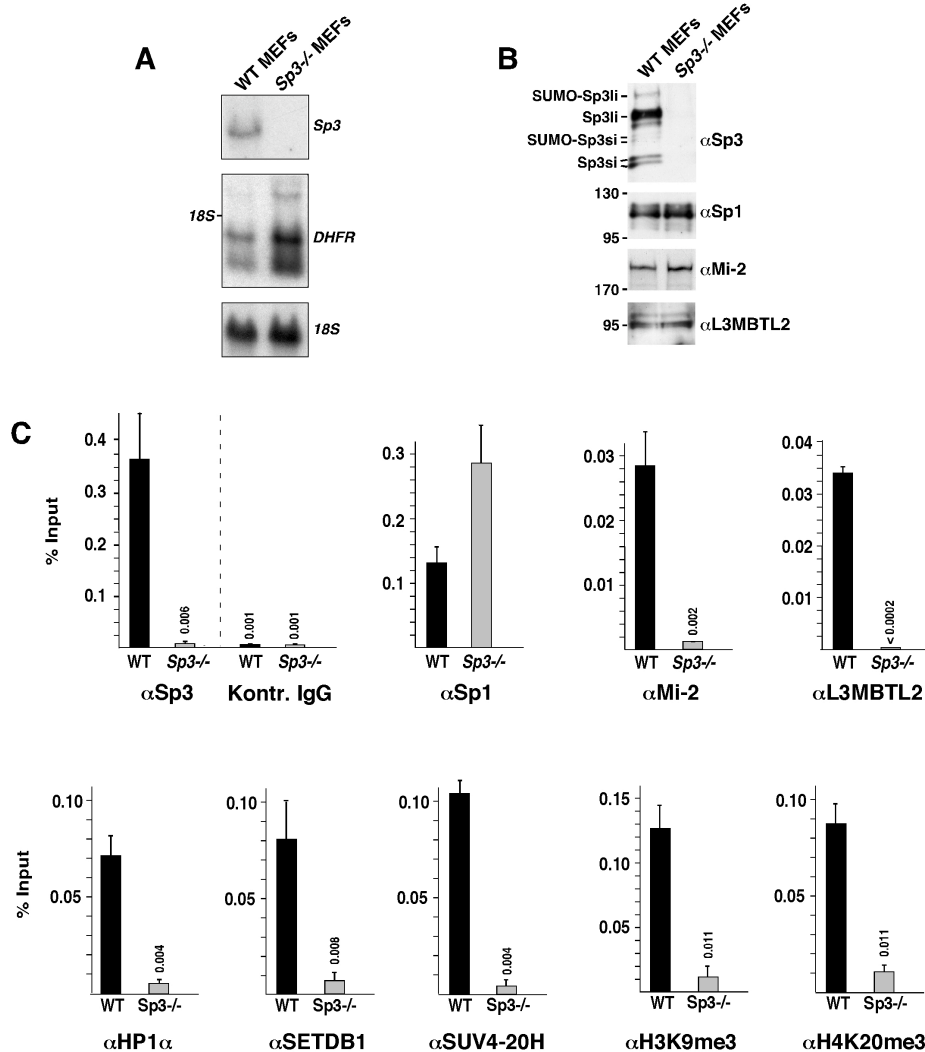 A
WT MEFs
Sp3-/- MEFs
Sp3
18S
DHFR
18S
B
WT MEFs
Sp3-/- MEFs
SUMO-Sp3li
Sp3li
SUMO-Sp3si
Sp3si
αSp3
130
αSp1
95
αMi-2
170
95
αL3MBTL2
C
% Input
0.4
0.3
0.2
0.1
0.006
0.001
0.001
WT Sp3-/- WT Sp3-/-
αSp3 Kontr. IgG
0.3
0.2
0.1
WT Sp3-/-
αSp1
0.03
0.02
0.01
0.002
WT Sp3-/-
αMi-2
0.04
0.03
0.02
0.01
< 0.0002
WT Sp3-/-
αL3MBTL2
% Input
0.10
0.05
0.004
WT Sp3-/-
αHP1α
0.10
0.05
0.008
WT Sp3-/-
αSETDB1
0.10
0.05
0.004
WT Sp3-/-
αSUV4-20H
0.15
0.10
0.05
0.011
WT Sp3-/-
αH3K9me3
0.10
0.05
0.011
WT Sp3-/-
αH4K20me3